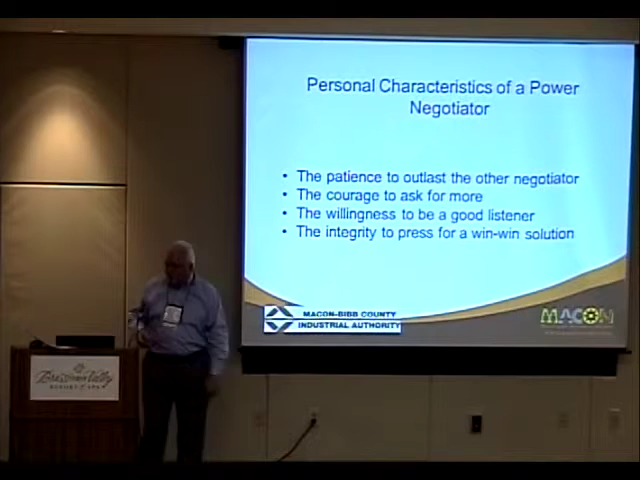 Personal Characteristics of a Power
Negotiator
• The patience to outlast the other negotiator
• The courage to ask for more
• The willingness to be a good listener
• The integrity to press for a win-win solution
MACON-BIBB COUNTY
INDUSTRIAL AUTHORITY
MACON
Brasstown Valley